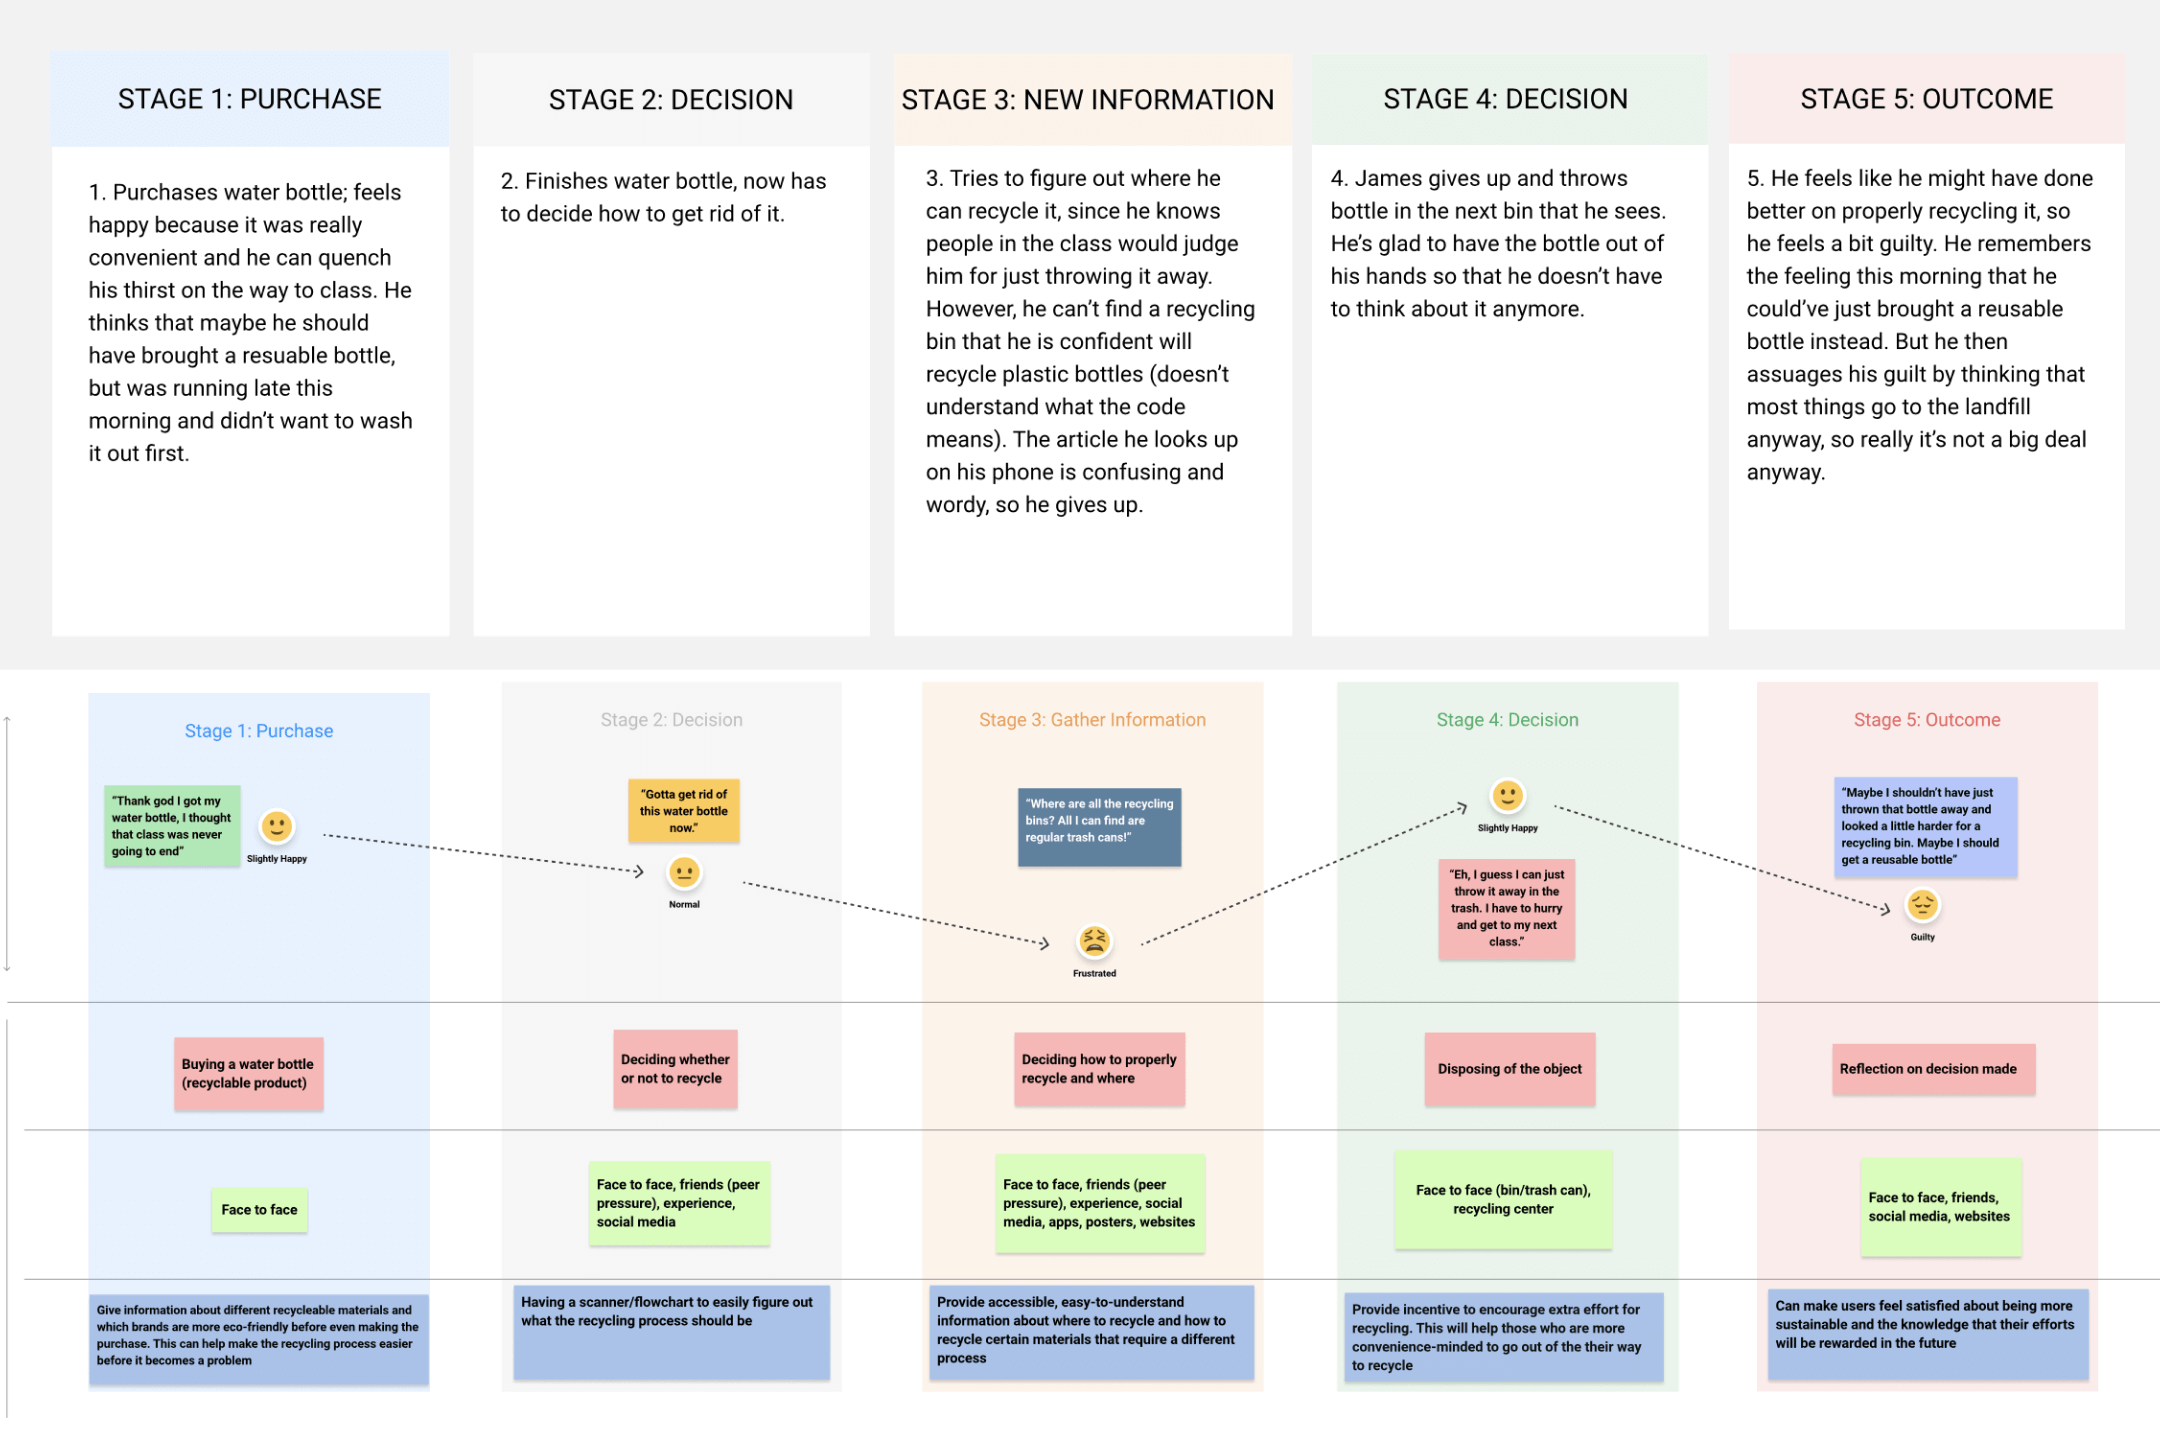 STAGE 1: PURCHASE
1. Purchases water bottle; feels
happy because it was really
convenient and he can quench
his thirst on the way to class. He
thinks that maybe he should
have brought a resuable bottle,
but was running late this
morning and didn’t want to wash
it out first.
STAGE 2: DECISION
2. Finishes water bottle, now has
to decide how to get rid of it.
STAGE 3: NEW INFORMATION
3. Tries to figure out where he
can recycle it, since he knows
people in the class would judge
him for just throwing it away.
However, he can’t find a recycling
bin that he is confident will
recycle plastic bottles (doesn’t
understand what the code
means). The article he looks up
on his phone is confusing and
wordy, so he gives up.
STAGE 4: DECISION
4. James gives up and throws
bottle in the next bin that he sees.
He’s glad to have the bottle out of
his hands so that he doesn’t have
to think about it anymore.
STAGE 5: OUTCOME
5. He feels like he might have done
better on properly recycling it, so
he feels a bit guilty. He remembers
the feeling this morning that he
could’ve just brought a reusable
bottle instead. But he then
assuages his guilt by thinking that
most things go to the landfill
anyway, so really it’s not a big deal
anyway.
Stage 1: Purchase
“Thank god I got my
water bottle, I thought
that class was never
going to end”
Slightly Happy
Stage 2: Decision
“Gotta get rid of
this water bottle
now.”
Normal
Stage 3: Gather Information
“Where are all the recycling
bins? All I can find are
regular trash cans!”
Frustrated
Stage 4: Decision
Slightly Happy
“Eh, I guess I can just
throw it away in the
trash. I have to hurry
and get to my next
class.”
Stage 5: Outcome
“Maybe I shouldn’t have just
thrown that bottle away and
looked a little harder for a
recycling bin. Maybe I should
get a reusable bottle”
Guilty
Buying a water bottle
(recyclable product)
Deciding whether
or not to recycle
Deciding how to properly
recycle and where
Disposing of the object
Reflection on decision made
Face to face
Face to face, friends (peer
pressure), experience,
social media
Face to face, friends (peer
pressure), experience, social
media, apps, posters, websites
Face to face (bin/trash can),
recycling center
Face to face, friends,
social media, websites
Give information about different recycleable materials and
which brands are more eco-friendly before even making the
purchase. This can help make the recycling process easier
before it becomes a problem
Having a scanner/flowchart to easily figure out
what the recycling process should be
Provide accessible, easy-to-understand
information about where to recycle and how to
recycle certain materials that require a different
process
Provide incentive to encourage extra effort for
recycling. This will help those who are more
convenience-minded to go out of the their way
to recycle
Can make users feel satisfied about being more
sustainable and the knowledge that their efforts
will be rewarded in the future